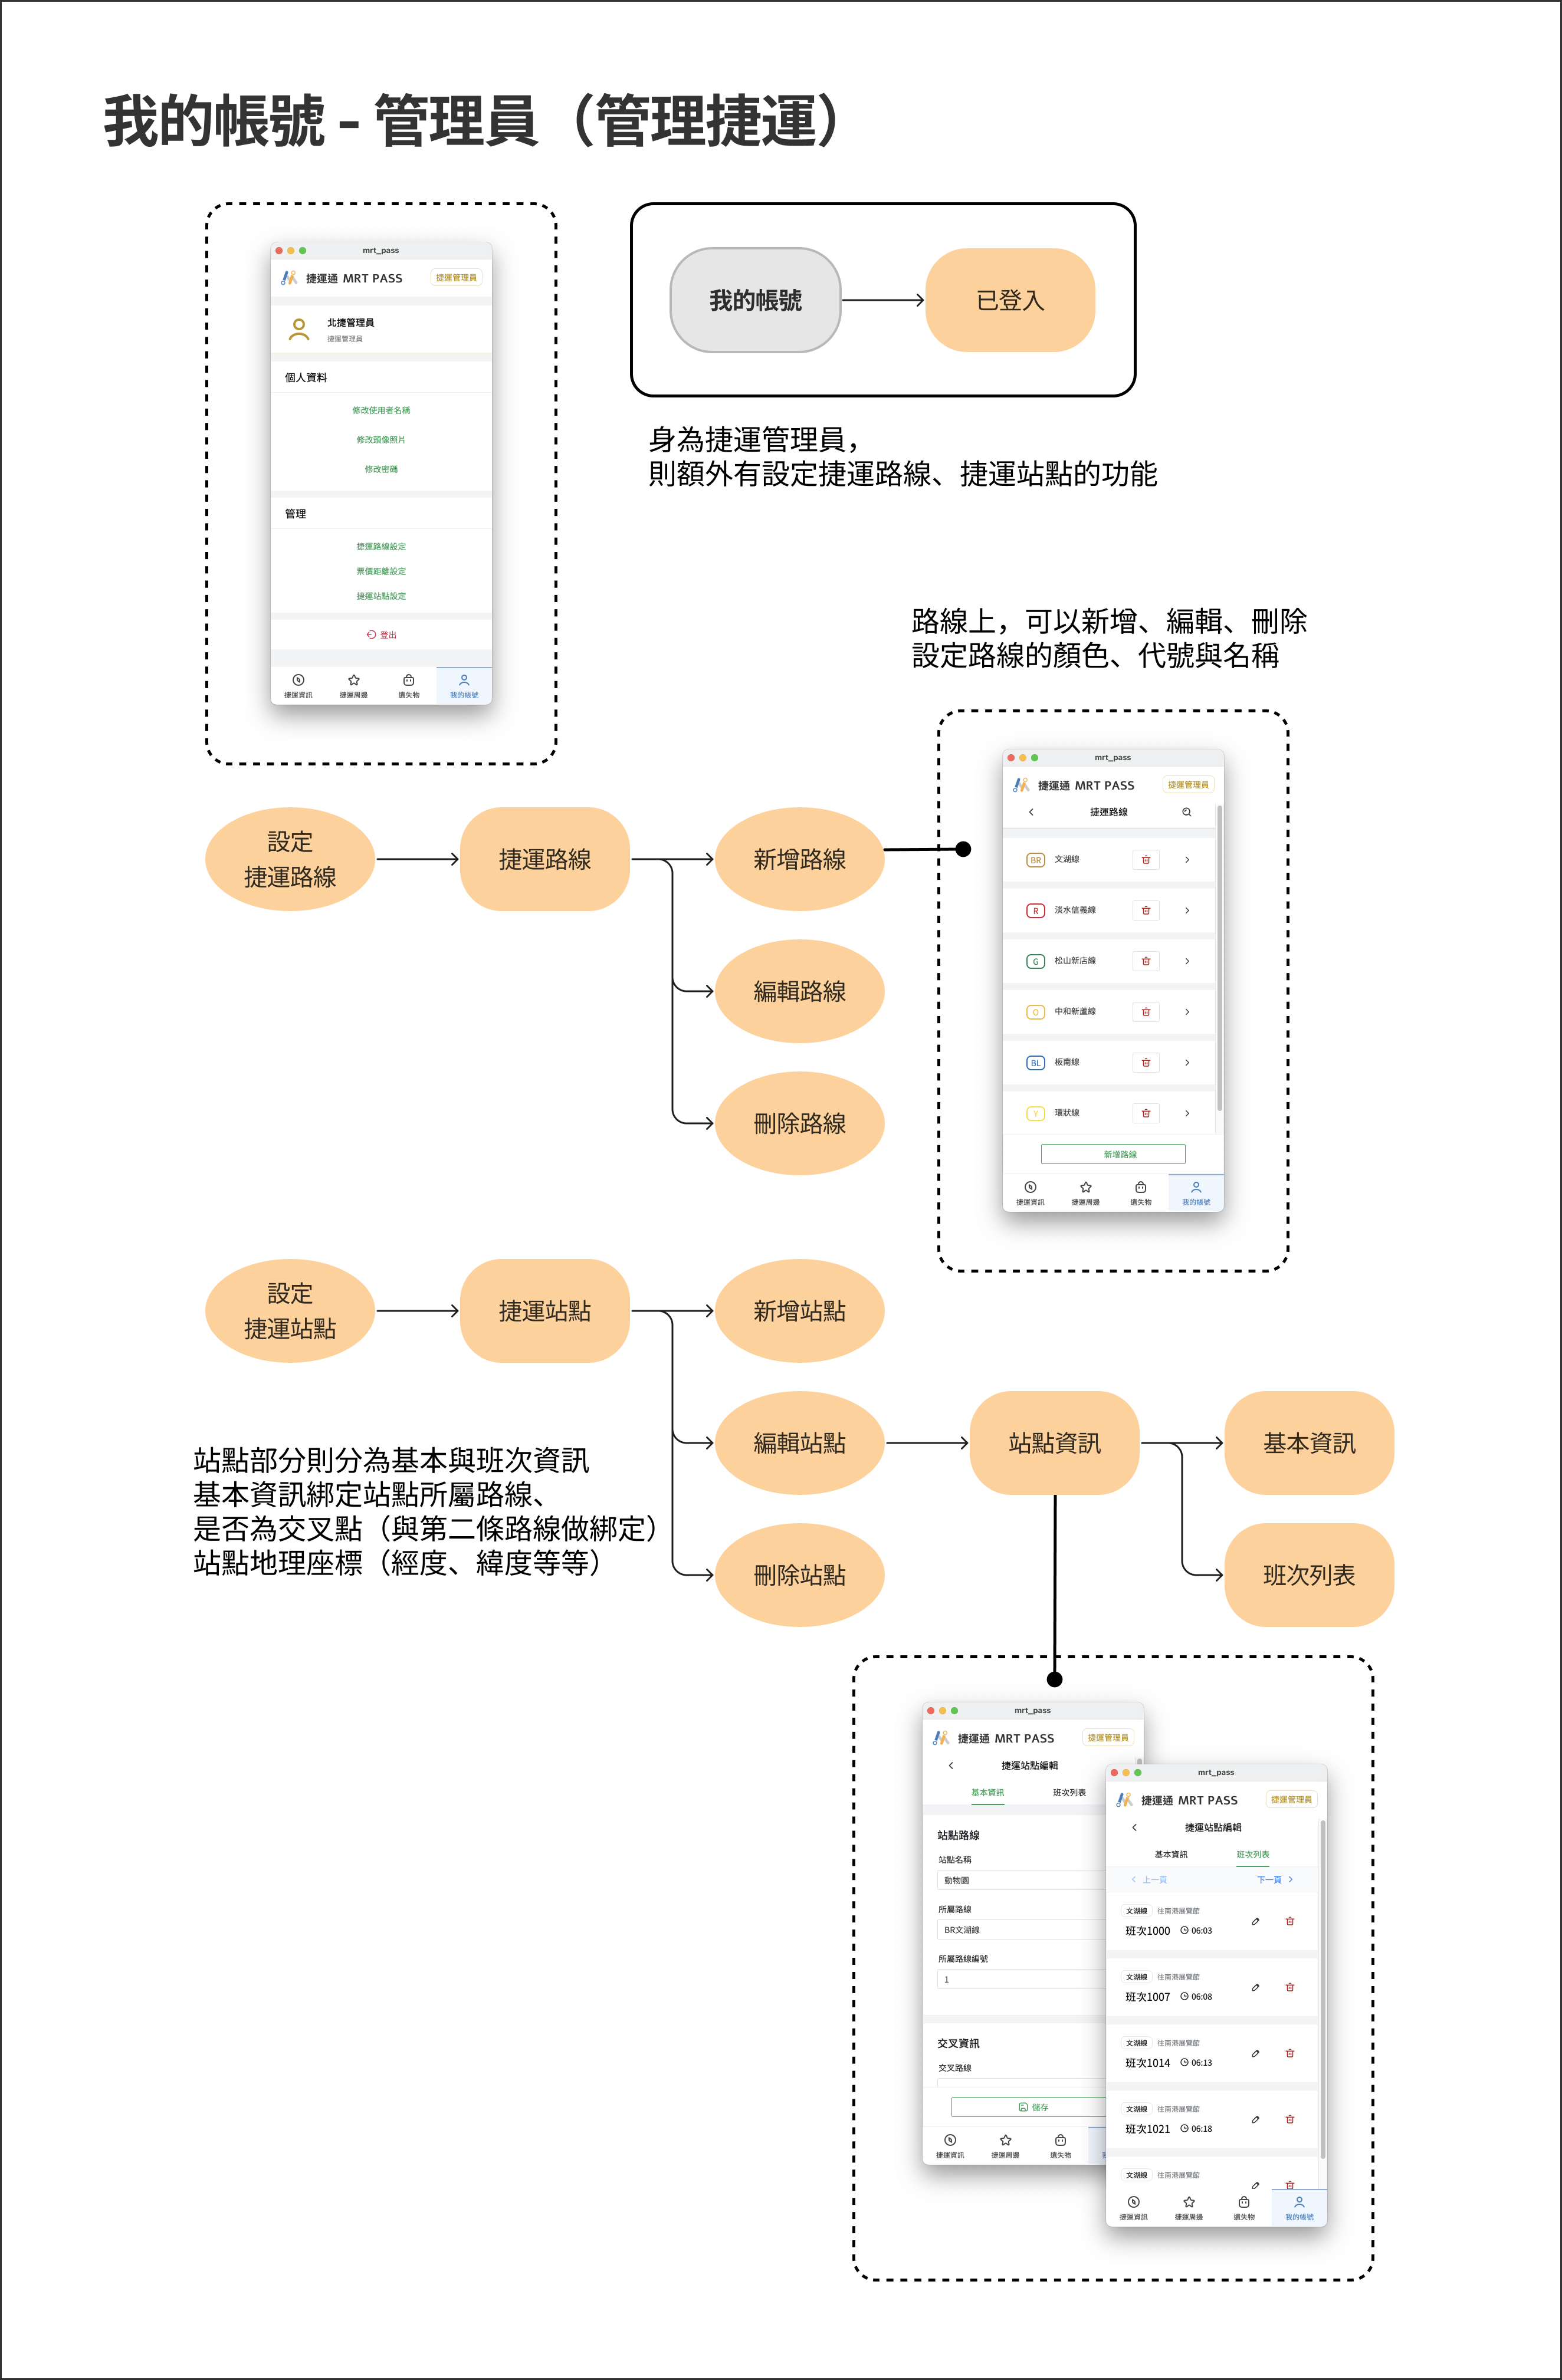 我的帳號 - 管理員（管理捷運）
mrt_pass
捷運通 MRT PASS
捷運管理員
北捷管理員
捷運管理員
個人資料
修改使用者名稱
修改頭像照片
修改密碼
管理
捷運路線設定
票價距離設定
捷運站點設定
登出
捷運資訊
捷運周邊
遺失物
我的帳號
我的帳號
已登入
身為捷運管理員，
則額外有設定捷運路線、捷運站點的功能
路線上，可以新增、編輯、刪除
設定路線的顏色、代號與名稱
設定
捷運路線
捷運路線
新增路線
編輯路線
刪除路線
mrt_pass
捷運通 MRT PASS
捷運管理員
捷運路線
BR 文湖線
R 淡水信義線
G 松山新店線
O 中和新蘆線
BL 板南線
Y 環狀線
新增路線
捷運資訊
捷運周邊
遺失物
我的帳號
設定
捷運站點
捷運站點
新增站點
編輯站點
刪除站點
站點資訊
基本資訊
班次列表
站點部分則分為基本與班次資訊
基本資訊綁定站點所屬路線、
是否為交叉點（與第二條路線做綁定）
站點地理座標（經度、緯度等等）
mrt_pass
捷運通 MRT PASS
捷運管理員
捷運站點編輯
基本資訊
班次列表
站點路線
站點名稱
動物園
所屬路線
BR文湖線
所屬路線編號
1
交叉資訊
交叉路線
儲存
捷運資訊
捷運周邊
遺失物
mrt_pass
捷運通 MRT PASS
捷運管理員
捷運站點編輯
基本資訊
班次列表
上一頁
下一頁
文湖線 往南港展覽館
班次1000 06:03
文湖線 往南港展覽館
班次1007 06:08
文湖線 往南港展覽館
班次1014 06:13
文湖線 往南港展覽館
班次1021 06:18
文湖線 往南港展覽館
捷運資訊
捷運周邊
遺失物
我的帳號